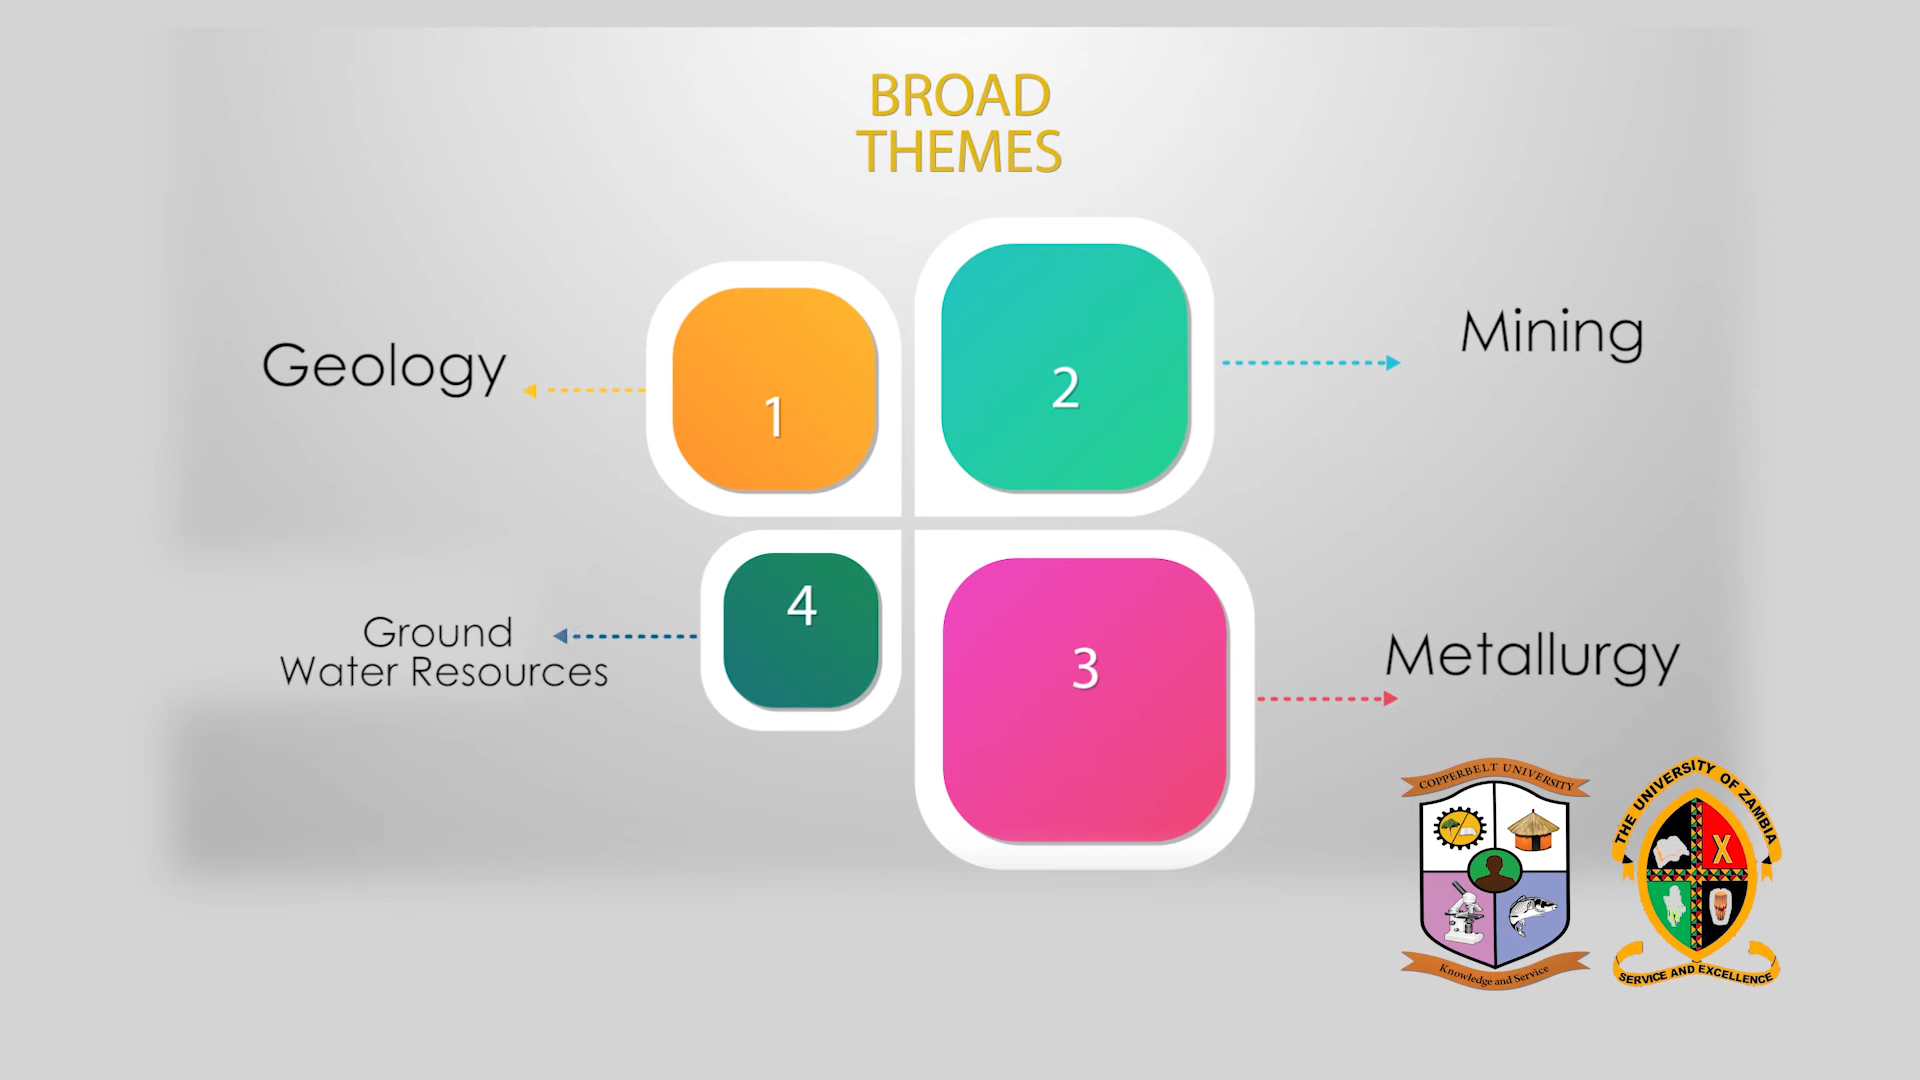 BROAD
THEMES
Geology
1
2
Mining
Ground
Water Resources
4
3
Metallurgy
COPPERBELT UNIVERSITY
Knowledge and Service
THE UNIVERSITY OF ZAMBIA
X
SERVICE AND EXCELLENCE